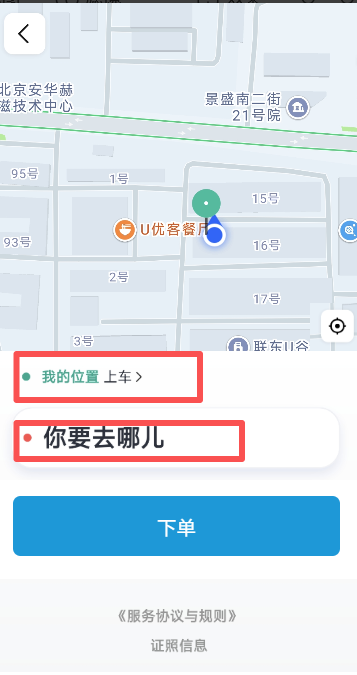 北京安华赫
滋技术中心
景盛南二街
21号院
95号
1号
15号
U优客餐厅
93号
16号
2号
17号
3号
联东U谷
我的位置 上车
你要去哪儿
下单
《服务协议与规则》
证照信息